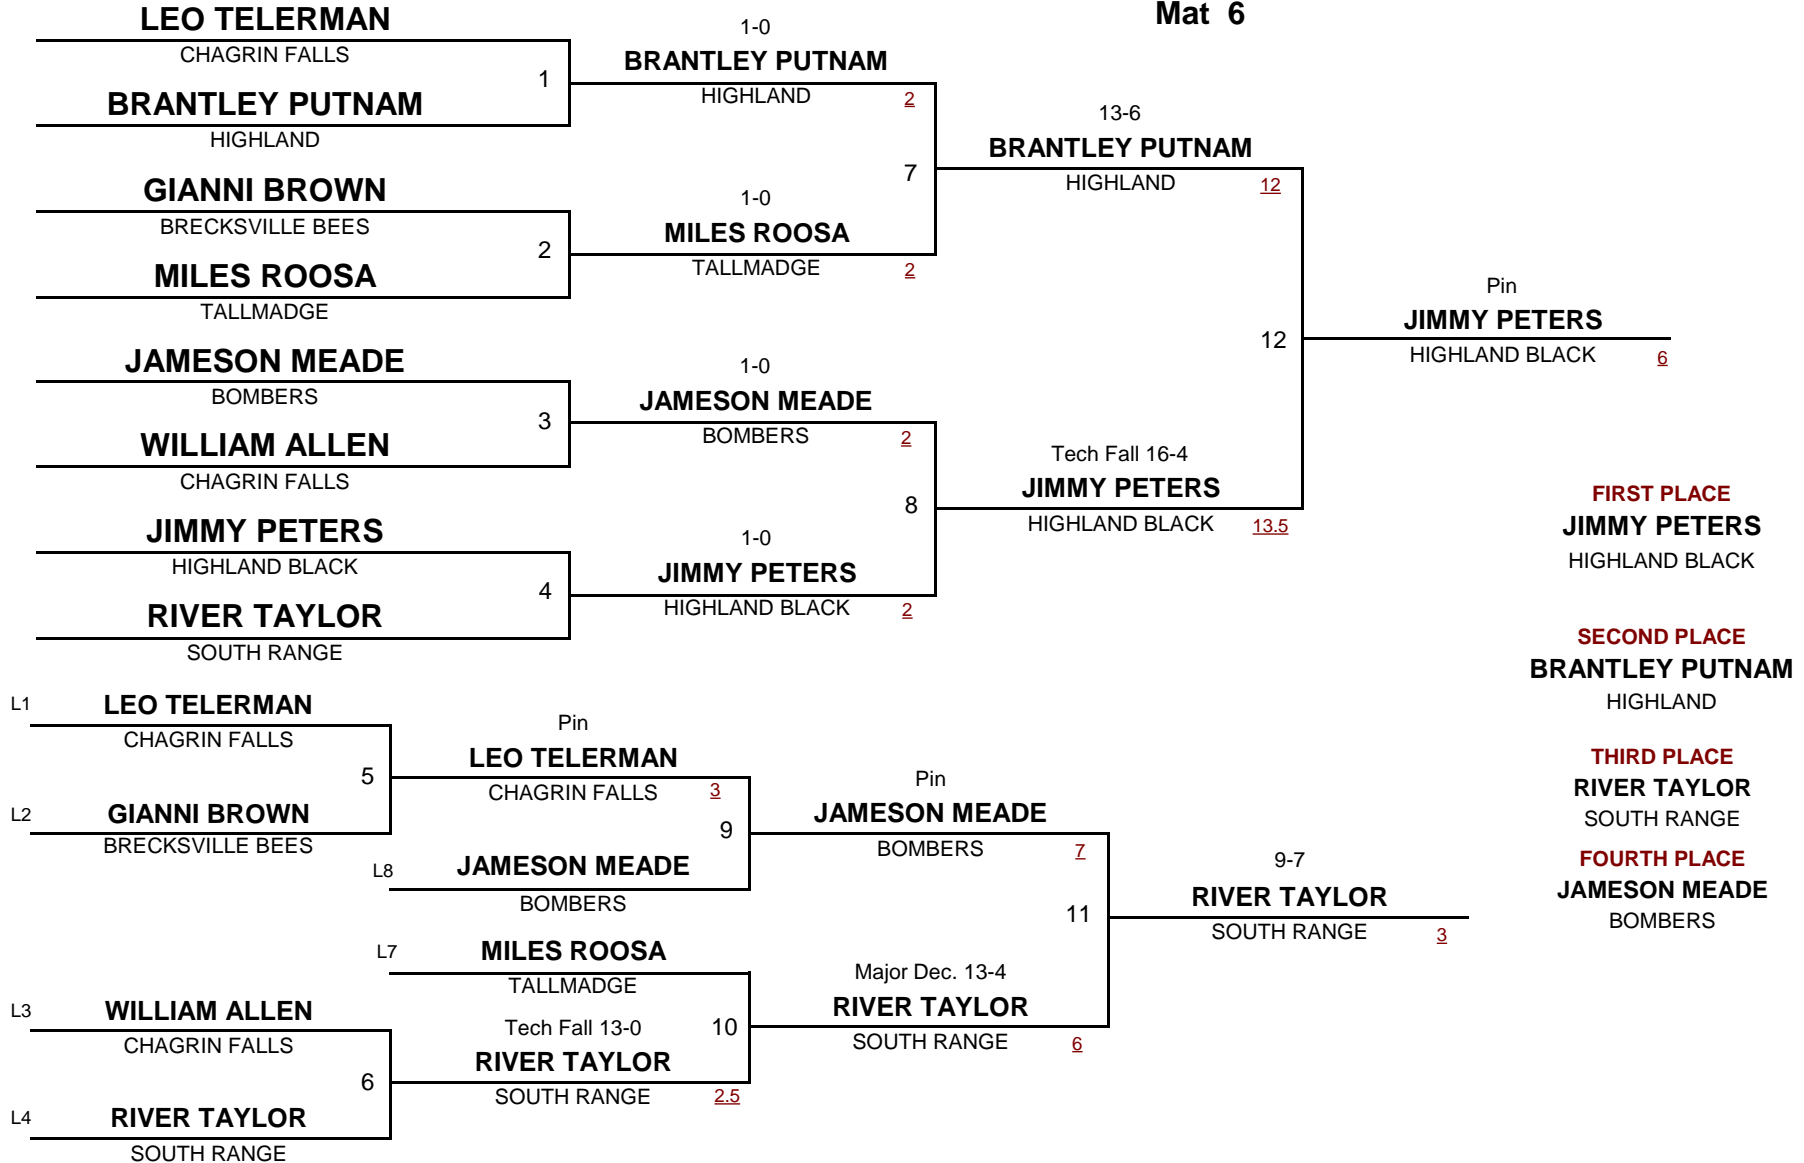 Mat 6
LEO TELERMAN
CHAGRIN FALLS
1
BRANTLEY PUTNAM
HIGHLAND
GIANNI BROWN
BRECKSVILLE BEES
2
MILES ROOSA
TALLMADGE
JAMESON MEADE
BOMBERS
3
WILLIAM ALLEN
CHAGRIN FALLS
JIMMY PETERS
HIGHLAND BLACK
4
RIVER TAYLOR
SOUTH RANGE
1-0
BRANTLEY PUTNAM
HIGHLAND 2
7
1-0
MILES ROOSA
TALLMADGE 2
1-0
JAMESON MEADE
BOMBERS 2
8
1-0
JIMMY PETERS
HIGHLAND BLACK 2
13-6
BRANTLEY PUTNAM
HIGHLAND 12
12
Tech Fall 16-4
JIMMY PETERS
HIGHLAND BLACK 13.5
Pin
JIMMY PETERS
HIGHLAND BLACK 6
L1 LEO TELERMAN
CHAGRIN FALLS
5
L2 GIANNI BROWN
BRECKSVILLE BEES
L3 WILLIAM ALLEN
CHAGRIN FALLS
6
L4 RIVER TAYLOR
SOUTH RANGE
Pin
LEO TELERMAN
CHAGRIN FALLS 3
9
L8 JAMESON MEADE
BOMBERS
L7 MILES ROOSA
TALLMADGE
Tech Fall 13-0 10
RIVER TAYLOR
SOUTH RANGE 2.5
Pin
JAMESON MEADE
BOMBERS 7
11
Major Dec. 13-4
RIVER TAYLOR
SOUTH RANGE 6
9-7
RIVER TAYLOR
SOUTH RANGE 3
FIRST PLACE
JIMMY PETERS
HIGHLAND BLACK
SECOND PLACE
BRANTLEY PUTNAM
HIGHLAND
THIRD PLACE
RIVER TAYLOR
SOUTH RANGE
FOURTH PLACE
JAMESON MEADE
BOMBERS